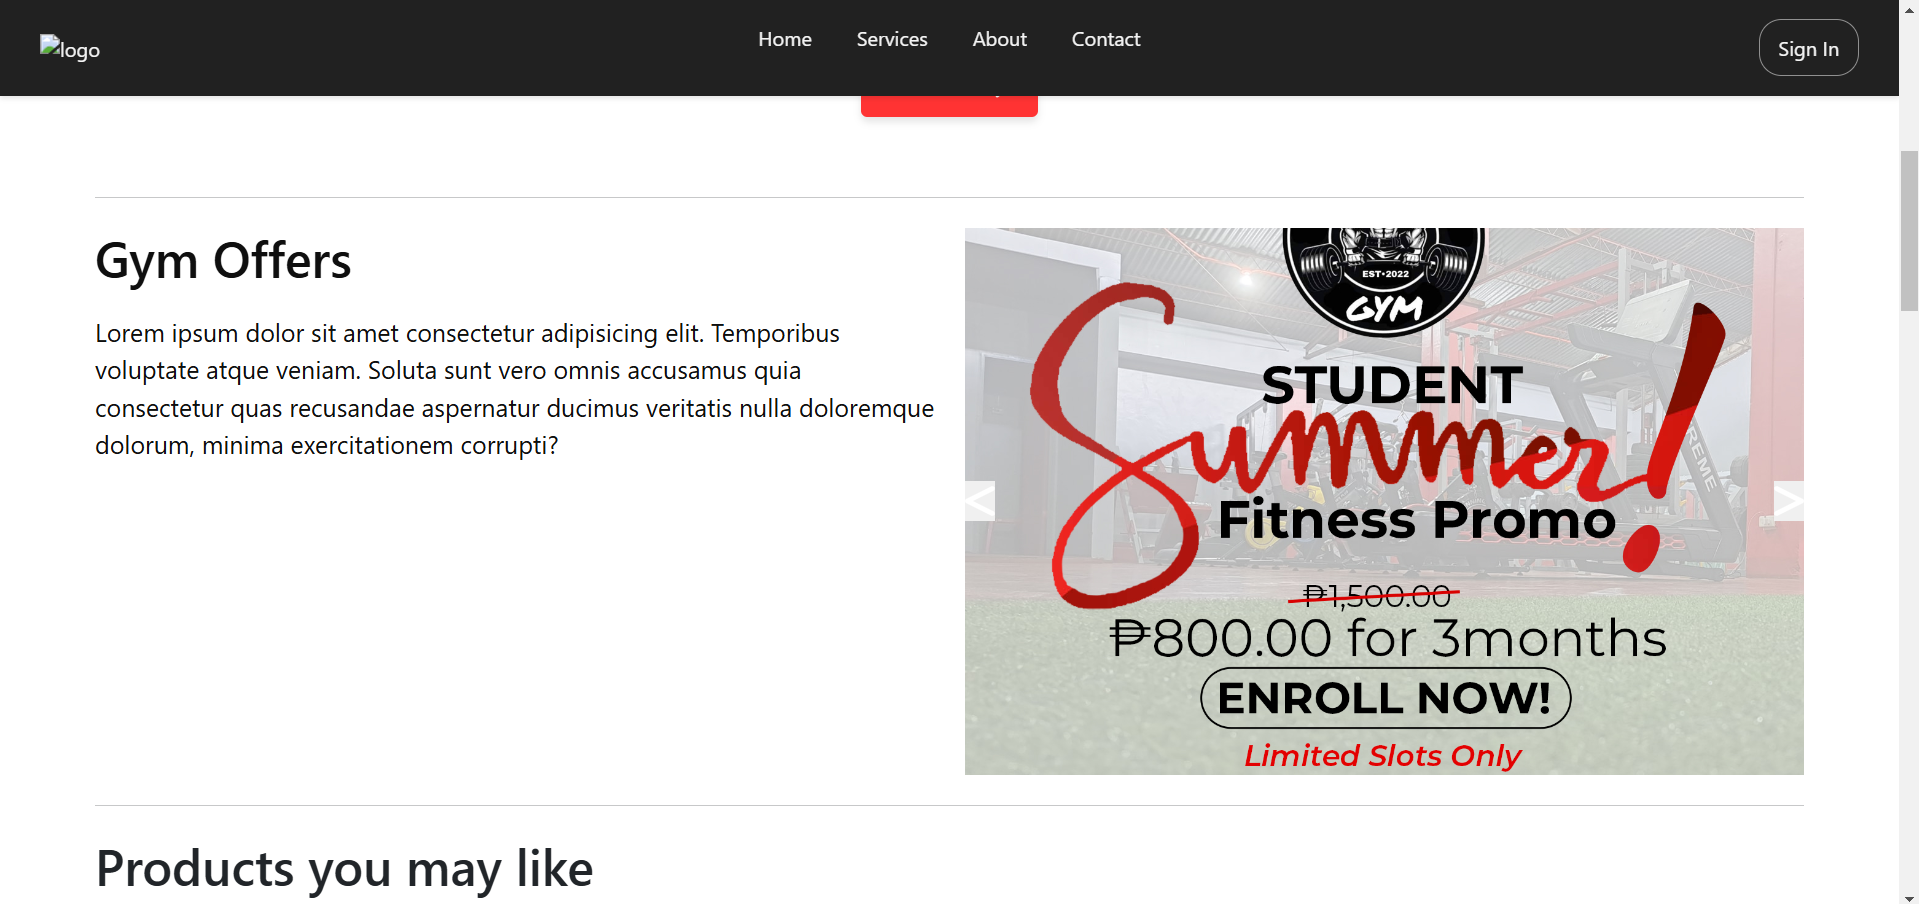 logo
Home
Services
About
Contact
Sign In
Gym Offers
Lorem ipsum dolor sit amet consectetur adipisicing elit. Temporibus
voluptate atque veniam. Soluta sunt vero omnis accusamus quia
consectetur quas recusandae aspernatur ducimus veritatis nulla doloremque
dolorum, minima exercitationem corrupti?
EST•2022
GYM
STUDENT
Summer!
Fitness Promo
₱1,500.00
₱800.00 for 3months
ENROLL NOW!
Limited Slots Only
<
>
Products you may like